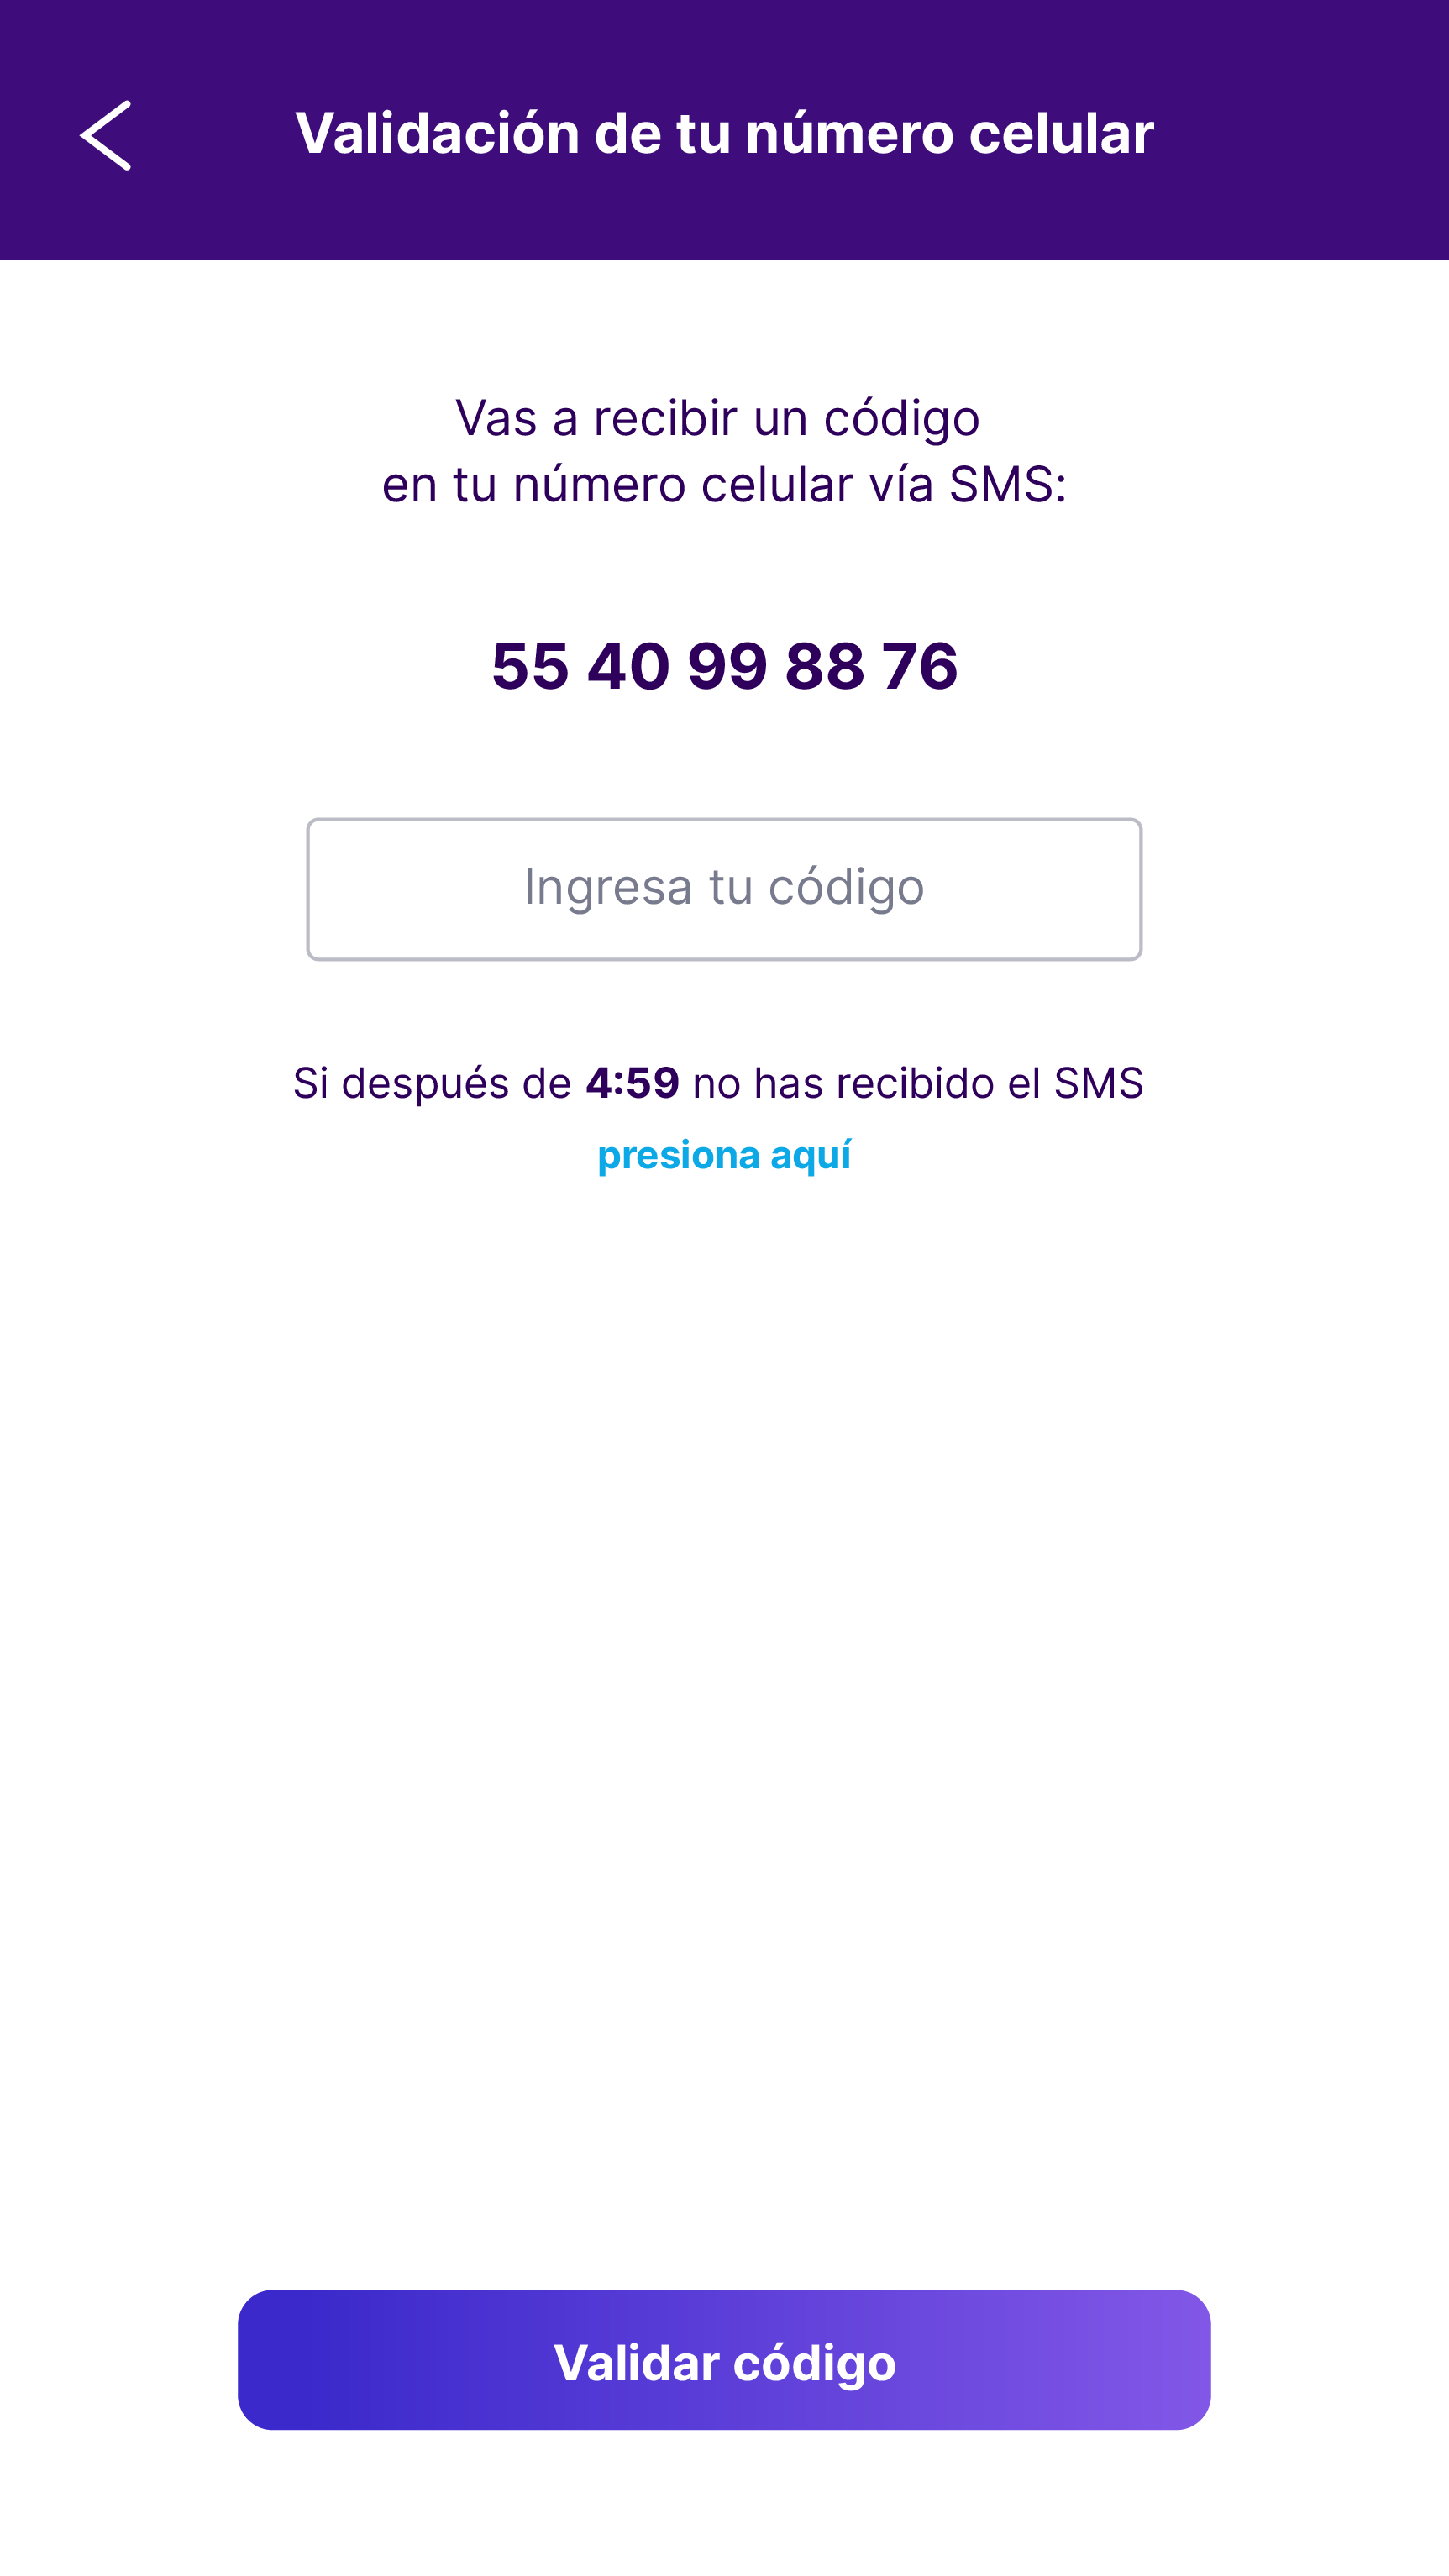 Validación de tu número celular
Vas a recibir un código
en tu número celular vía SMS:
55 40 99 88 76
Ingresa tu código
Si después de 4:59 no has recibido el SMS
presiona aquí
Validar código